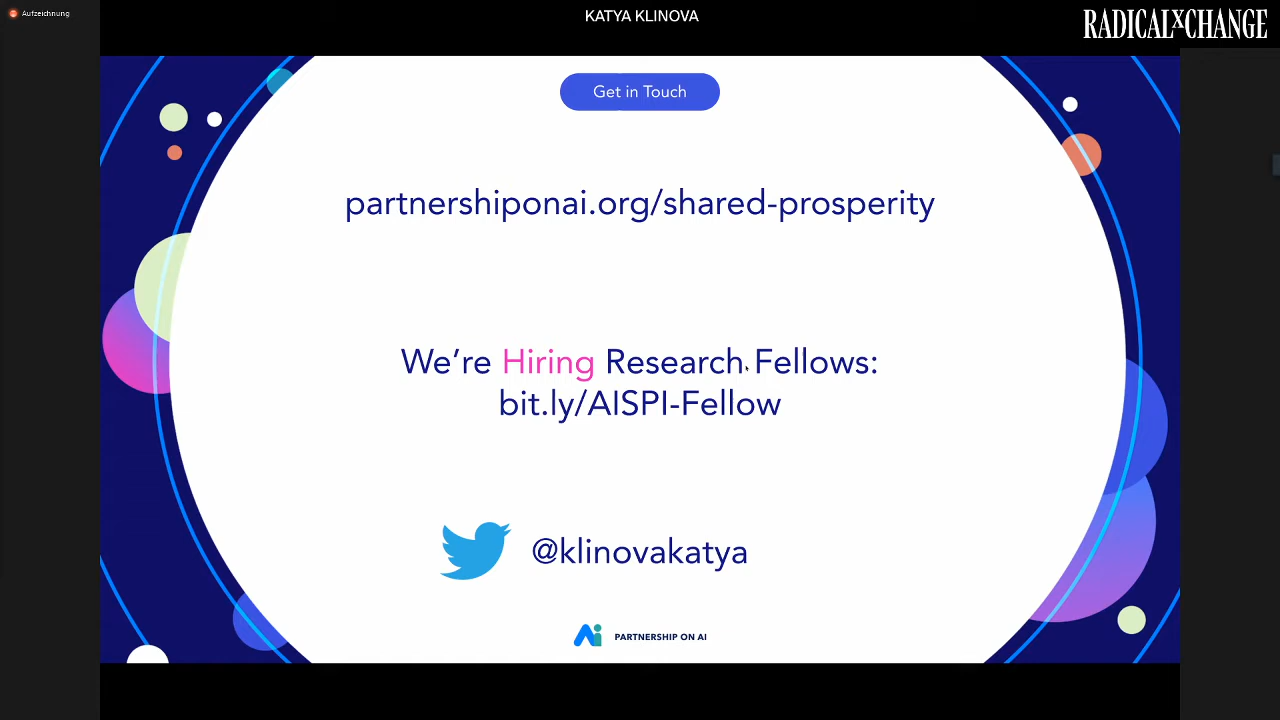 Aufzeichnung
KATYA KLINOVA
RADICALXCHANGE
Get in Touch
partnershiponai.org/shared-prosperity
We’re Hiring Research Fellows:
bit.ly/AISPI-Fellow
@klinovakatya
Ai PARTNERSHIP ON AI